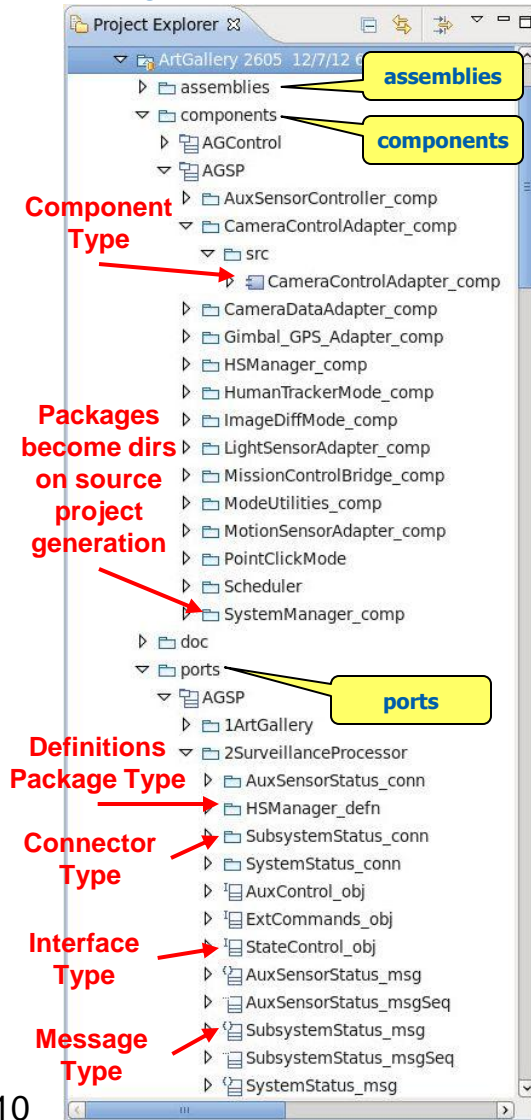 Project Explorer
ArtGallery 2605 12/7/12 6
assemblies
assemblies
components
components
AGControl
AGSP
AuxSensorController_comp
Component
Type
CameraControlAdapter_comp
src
CameraControlAdapter_comp
CameraDataAdapter_comp
Gimbal_GPS_Adapter_comp
HSManager_comp
HumanTrackerMode_comp
Packages
become dirs
on source
project
generation
ImageDiffMode_comp
LightSensorAdapter_comp
MissionControlBridge_comp
ModeUtilities_comp
MotionSensorAdapter_comp
PointClickMode
Scheduler
SystemManager_comp
doc
ports
ports
AGSP
1ArtGallery
2SurveillanceProcessor
Definitions
Package Type
AuxSensorStatus_conn
HSManager_defn
Connector
Type
SubsystemStatus_conn
SystemStatus_conn
AuxControl_obj
ExtCommands_obj
Interface
Type
StateControl_obj
AuxSensorStatus_msg
AuxSensorStatus_msgSeq
Message
Type
SubsystemStatus_msg
SubsystemStatus_msgSeq
SystemStatus_msg
10